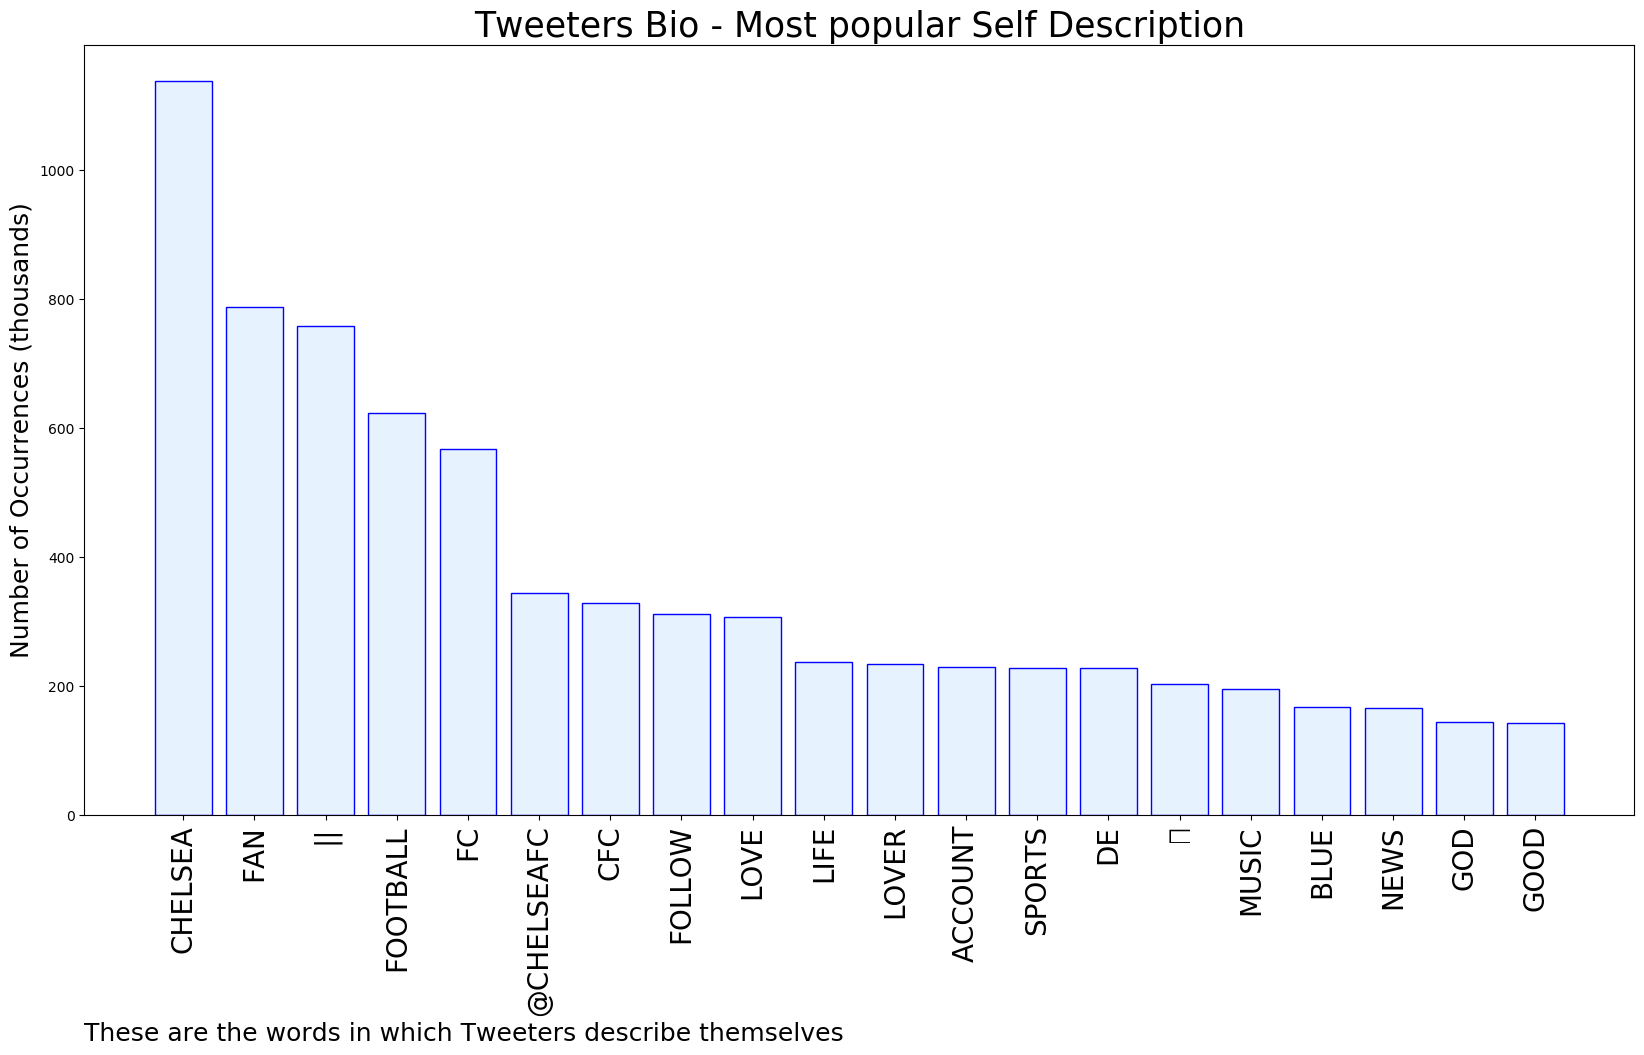 Tweeters Bio - Most popular Self Description
Number of Occurrences (thousands)
1000
800
600
400
200
0
CHELSEA
FAN
||
FOOTBALL
FC
@CHELSEAFC
CFC
FOLLOW
LOVE
LIFE
LOVER
ACCOUNT
SPORTS
DE
MUSIC
BLUE
NEWS
GOD
GOOD
These are the words in which Tweeters describe themselves